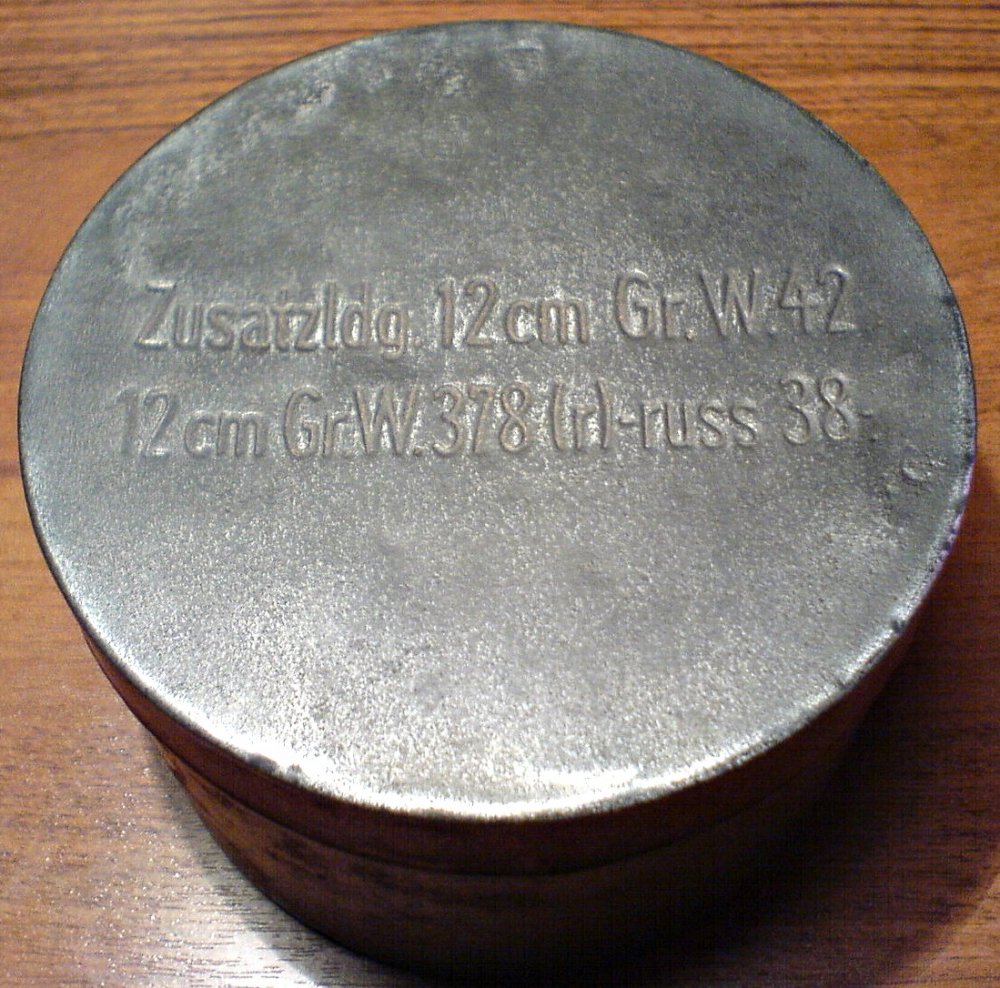 Zusatzldg. 12cm Gr. W. 42
12cm Gr.W. 378 (r)-russ 38-